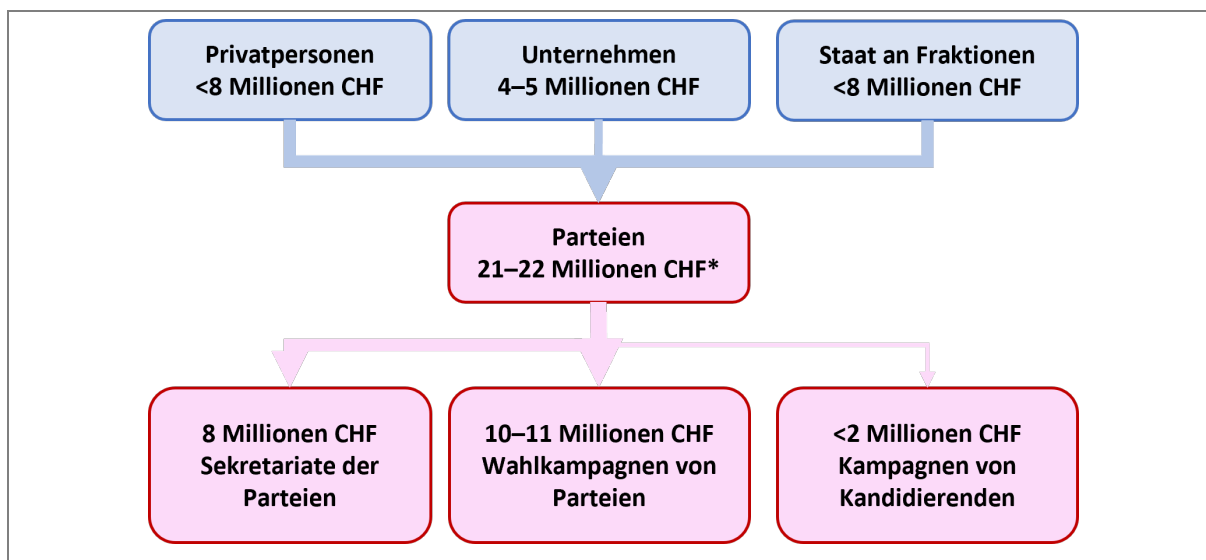 Privatpersonen
<8 Millionen CHF
Unternehmen
4–5 Millionen CHF
Staat an Fraktionen
<8 Millionen CHF
Parteien
21–22 Millionen CHF*
8 Millionen CHF
Sekretariate der
Parteien
10–11 Millionen CHF
Wahlkampagnen von
Parteien
<2 Millionen CHF
Kampagnen von
Kandidierenden